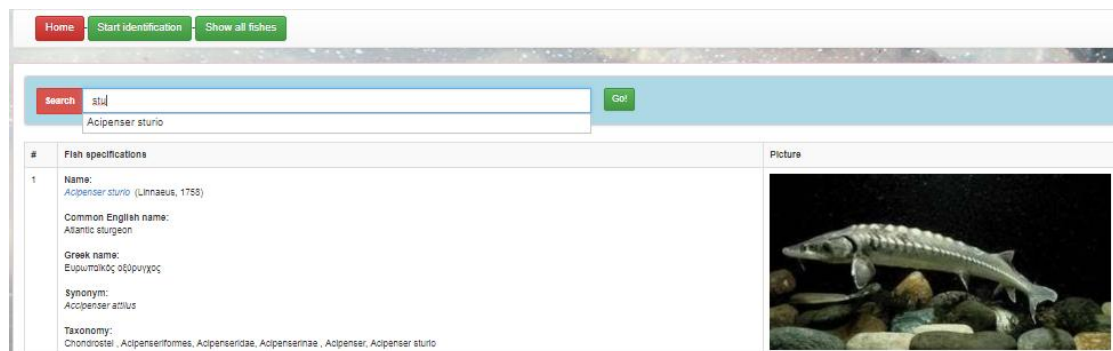 Home
Start identification
Show all fishes
Search
stu
Go!
Acipenser sturio
# Fish specifications Picture
1 Name:
Acipenser sturio (Linnaeus, 1758)
Common English name:
Atlantic sturgeon
Greek name:
Ευρωπαϊκός οξύρυγχος
Synonym:
Accipenser attilus
Taxonomy:
Chondrostei , Acipenseriformes, Acipenseridae, Acipenserinae , Acipenser, Acipenser sturio